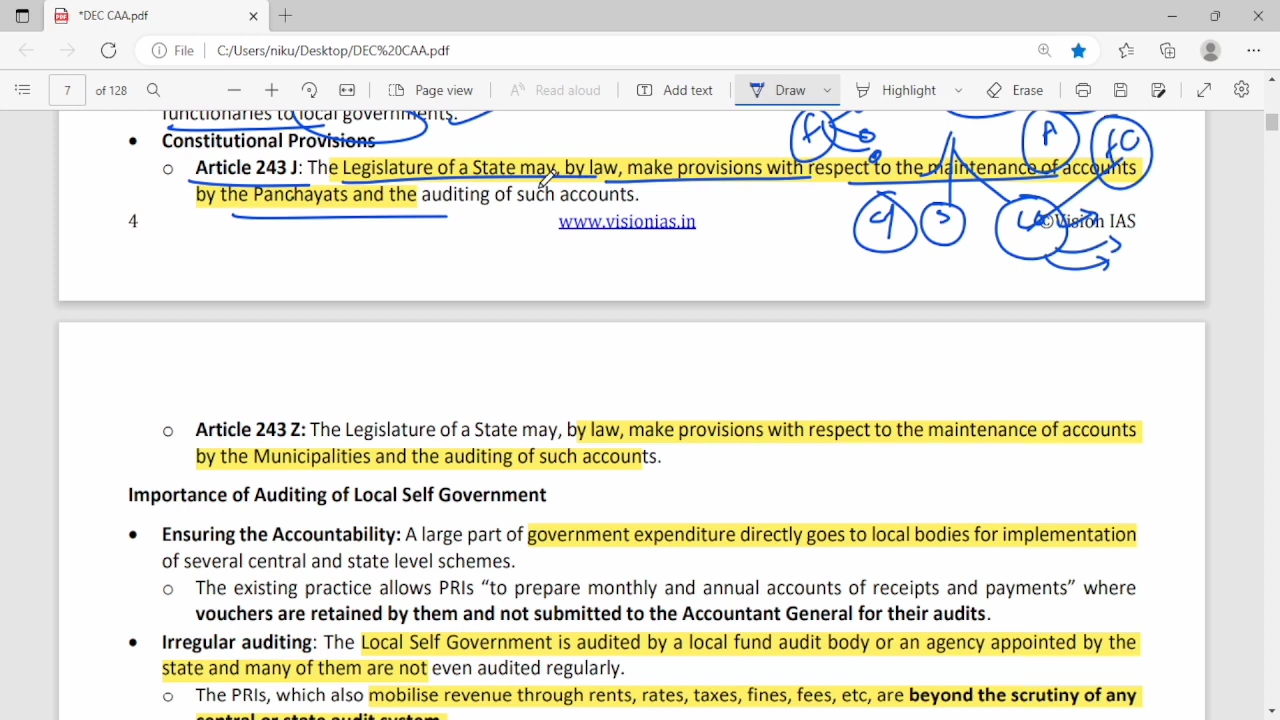 *DEC CAA.pdf
File C:/Users/niku/Desktop/DEC%20CAA.pdf
7 of 128 Page view Read aloud Add text Draw Highlight Erase
functionaries to local governments.
• Constitutional Provisions
o Article 243 J: The Legislature of a State may, by law, make provisions with respect to the maintenance of accounts
by the Panchayats and the auditing of such accounts.
4 www.visionias.in ©Vision IAS
o Article 243 Z: The Legislature of a State may, by law, make provisions with respect to the maintenance of accounts
by the Municipalities and the auditing of such accounts.
Importance of Auditing of Local Self Government
• Ensuring the Accountability: A large part of government expenditure directly goes to local bodies for implementation
of several central and state level schemes.
o The existing practice allows PRIs “to prepare monthly and annual accounts of receipts and payments” where
vouchers are retained by them and not submitted to the Accountant General for their audits.
• Irregular auditing: The Local Self Government is audited by a local fund audit body or an agency appointed by the
state and many of them are not even audited regularly.
o The PRIs, which also mobilise revenue through rents, rates, taxes, fines, fees, etc, are beyond the scrutiny of any
central or state audit system.